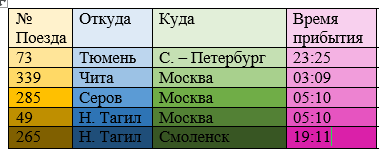 № Поезда Откуда Куда Время прибытия
73 Тюмень С. – Петербург 23:25
339 Чита Москва 03:09
285 Серов Москва 05:10
49 Н. Тагил Москва 05:10
265 Н. Тагил Смоленск 19:11